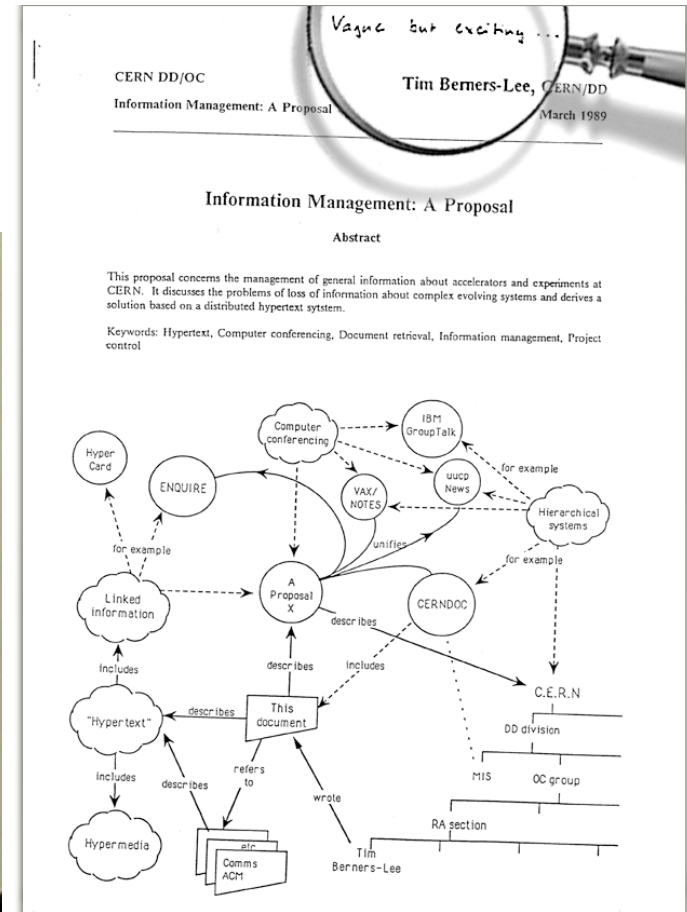 Vague but exciting ...
CERN DD/OC
Tim Berners-Lee, CERN/DD
Information Management: A Proposal
March 1989
Information Management: A Proposal
Abstract
This proposal concerns the management of general information about accelerators and experiments at
CERN. It discusses the problems of loss of information about complex evolving systems and derives a
solution based on a distributed hypertext sytstem.
Keywords: Hypertext, Computer conferencing, Document retrieval, Information management, Project
control
Computer
conferencing
IBM
GroupTalk
Hyper
Card
ENQUIRE
VAX/
NOTES
uucp
News
for example
Hierarchical
systems
unifies
for example
for example
Linked
information
A
Proposal
X
CERNDOC
describes
includes
describes
includes
C.E.R.N
"Hypertext"
describes
This
document
DD division
includes
describes
refers
to
wrote
MIS
OC group
RA section
Hypermedia
etc
Comms
ACM
Tim
Berners-Lee